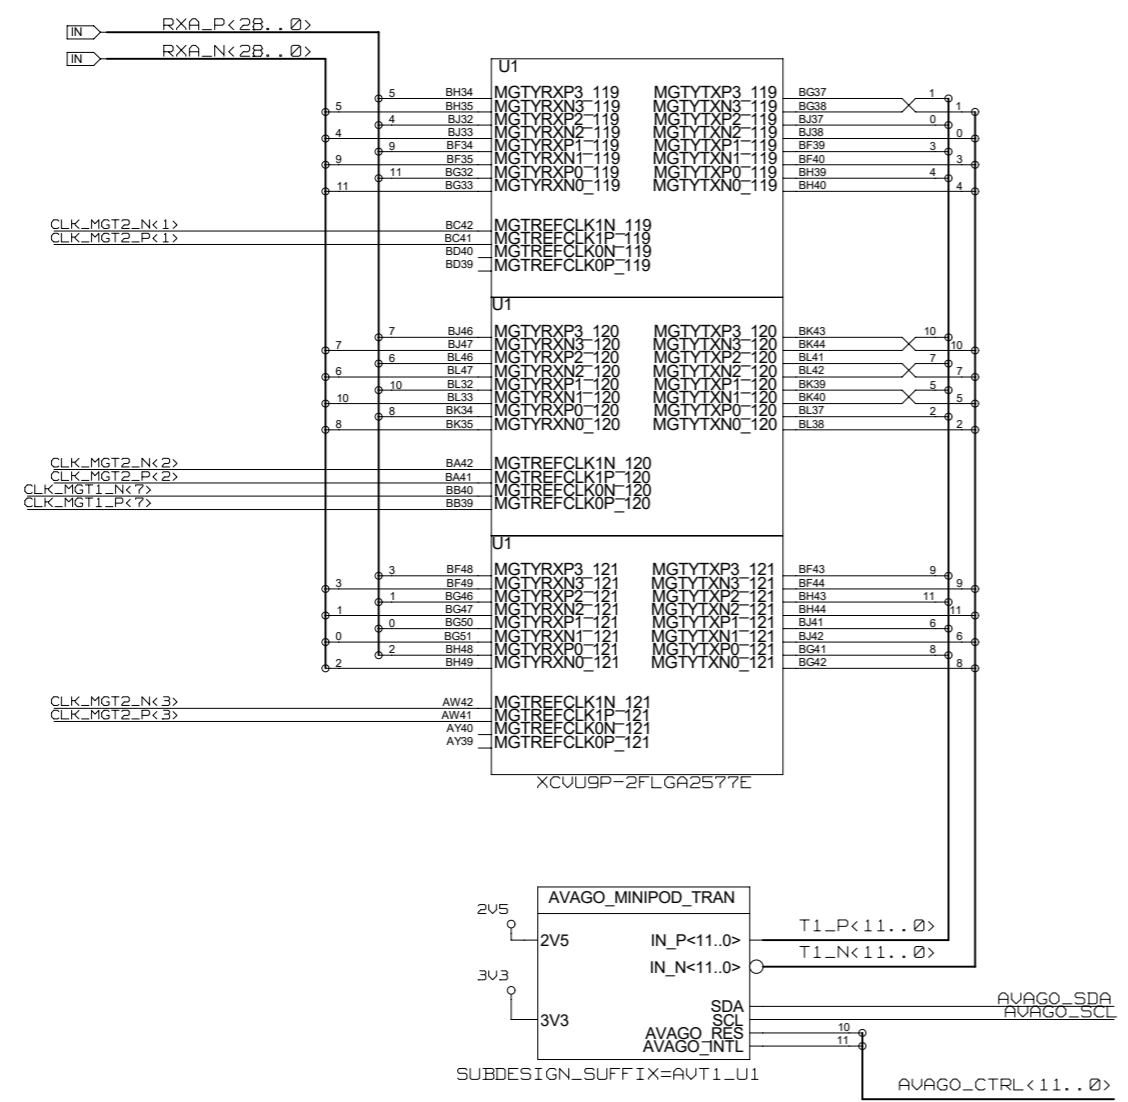 IN RXA_P<28..0>
IN RXA_N<28..0>
U1
5 BH34 MGTYRXP3_119 MGTYTXP3_119 BG37 1
5 BH35 MGTYRXN3_119 MGTYTXN3_119 BG38 1
4 BJ32 MGTYRXP2_119 MGTYTXP2_119 BJ37 0
4 BJ33 MGTYRXN2_119 MGTYTXN2_119 BJ38 0
9 BF34 MGTYRXP1_119 MGTYTXP1_119 BF39 3
9 BF35 MGTYRXN1_119 MGTYTXN1_119 BF40 3
11 BG32 MGTYRXP0_119 MGTYTXP0_119 BH39 4
11 BG33 MGTYRXN0_119 MGTYTXN0_119 BH40 4
CLK_MGT2_N<1> BC42 MGTREFCLK1N_119
CLK_MGT2_P<1> BC41 MGTREFCLK1P_119
BD40 MGTREFCLK0N_119
BD39 MGTREFCLK0P_119
U1
7 BJ46 MGTYRXP3_120 MGTYTXP3_120 BK43 10
7 BJ47 MGTYRXN3_120 MGTYTXN3_120 BK44 10
6 BL46 MGTYRXP2_120 MGTYTXP2_120 BL41 7
6 BL47 MGTYRXN2_120 MGTYTXN2_120 BL42 7
10 BL32 MGTYRXP1_120 MGTYTXP1_120 BK39 5
10 BL33 MGTYRXN1_120 MGTYTXN1_120 BK40 5
8 BK34 MGTYRXP0_120 MGTYTXP0_120 BL37 2
8 BK35 MGTYRXN0_120 MGTYTXN0_120 BL38 2
CLK_MGT2_N<2> BA42 MGTREFCLK1N_120
CLK_MGT2_P<2> BA41 MGTREFCLK1P_120
CLK_MGT1_N<7> BB40 MGTREFCLK0N_120
CLK_MGT1_P<7> BB39 MGTREFCLK0P_120
U1
3 BF48 MGTYRXP3_121 MGTYTXP3_121 BF43 9
3 BF49 MGTYRXN3_121 MGTYTXN3_121 BF44 9
1 BG46 MGTYRXP2_121 MGTYTXP2_121 BH43 11
1 BG47 MGTYRXN2_121 MGTYTXN2_121 BH44 11
0 BG50 MGTYRXP1_121 MGTYTXP1_121 BJ41 6
0 BG51 MGTYRXN1_121 MGTYTXN1_121 BJ42 6
2 BH48 MGTYRXP0_121 MGTYTXP0_121 BG41 8
2 BH49 MGTYRXN0_121 MGTYTXN0_121 BG42 8
CLK_MGT2_N<3> AW42 MGTREFCLK1N_121
CLK_MGT2_P<3> AW41 MGTREFCLK1P_121
AY40 MGTREFCLK0N_121
AY39 MGTREFCLK0P_121
XCVU9P-2FLGA2577E
AVAGO_MINIPOD_TRAN
2V5
2V5 IN_P<11..0> T1_P<11..0>
IN_N<11..0> T1_N<11..0>
3V3
SDA AVAGO_SDA
3V3 SCL AVAGO_SCL
AVAGO_RES 10
AVAGO_INTL 11
SUBDESIGN_SUFFIX=AVT1_U1
AVAGO_CTRL<11..0>